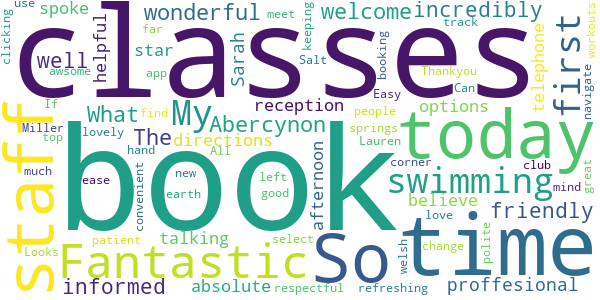 use spoke wonderful meet welcome incredibly
clicking awsome well helpful far star app Sarah keeping Salt booking track Thankyou Can Easy telephone first navigate workouts
classes
If What My reception options people
Miller lovely The Abercynon directions find springs Lauren today
top hand All corner club
staff much ease convenient new earth left good afternoon swimming mind great
book
believe love friendly
Looks patient talking select welsh change polite time
Fantastic So
informed absolute respectful refreshing proffesional